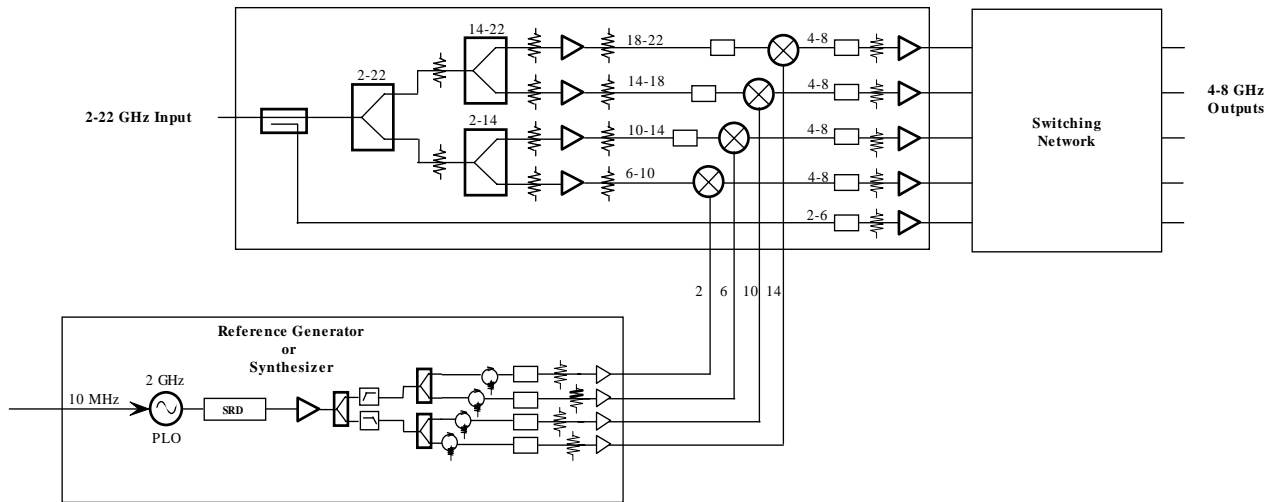 14-22
18-22
4-8
2-22
14-18
4-8
4-8 GHz
Outputs
2-22 GHz Input
Switching
Network
2-14
10-14
4-8
6-10
4-8
2-6
2
6
10
14
Reference Generator
or
Synthesizer
2 GHz
10 MHz
SRD
PLO